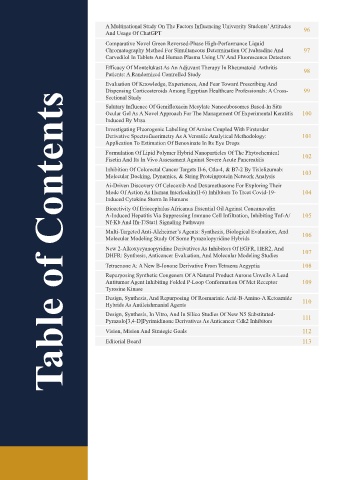 Table of Contents
A Multinational Study On The Factors Influencing University Students' Attitudes
And Usage Of ChatGPT
96
Comparative Novel Green Reversed-Phase High-Performance Liquid
Chromatography Method For Simultaneous Determination Of Ivabradine And
Carvedilol In Tablets And Human Plasma Using UV And Fluorescence Detectors
97
Efficacy Of Montelukast As An Adjuvant Therapy In Rheumatoid Arthritis
Patients: A Randomized Controlled Study
98
Evaluation Of Knowledge, Experiences, And Fear Toward Prescribing And
Dispensing Corticosteroids Among Egyptian Healthcare Professionals: A Cross-
Sectional Study
99
Salutary Influence Of Gemifloxacin Mesylate Nanocubosomes Based-In Situ
Ocular Gel As A Novel Approach For The Management Of Experimental Keratitis
Induced By Mrsa
100
Investigating Fluorogenic Labelling Of Amine Coupled With First-order
Derivative Spectrofluorimetry As A Versatile Analytical Methodology:
Application To Estimation Of Benoxinate In Its Eye Drops
101
Formulation Of Lipid Polymer Hybrid Nanoparticles Of The Phytochemical
Fisetin And Its In Vivo Assessment Against Severe Acute Pancreatitis
102
Inhibition Of Colorectal Cancer Targets Il-6, Ctla-4, & B7-2 By Tislelizumab:
Molecular Docking, Dynamics, & String Proteinprotein Network Analysis
103
Ai-Driven Discovery Of Celecoxib And Dexamethasone For Exploring Their
Mode Of Action As Human Interleukin(Il-6) Inhibitors To Treat Covid-19-
Induced Cytokine Storm In Humans
104
Bioactivity Of Eriocephalus Africanus Essential Oil Against Concanavalin
A-Induced Hepatitis Via Suppressing Immune Cell Infiltration, Inhibiting Tnf-A/
Nf-Kb And Ifn-Γ/Stat1 Signaling Pathways
105
Multi-Targeted Anti-Alzheimer's Agents: Synthesis, Biological Evaluation, And
Molecular Modeling Study Of Some Pyrazolopyridine Hybrids
106
New 2-Alkoxycyanopyridine Derivatives As Inhibitors Of EGFR, HER2, And
DHFR: Synthesis, Anticancer Evaluation, And Molecular Modeling Studies
107
Tetraenone A: A New B-Ionone Derivative From Tetraena Aegyptia
108
Repurposing Synthetic Congeners Of A Natural Product Aurone Unveils A Lead
Antitumor Agent Inhibiting Folded P-Loop Conformation Of Met Receptor
Tyrosine Kinase
109
Design, Synthesis, And Repurposing Of Rosmarinic Acid-B-Amino-A-Ketoamide
Hybrids As Antileishmanial Agents
110
Design, Synthesis, In Vitro, And In Silico Studies Of New N5-Substituted-
Pyrazolo[3,4-D]Pyrimidinone Derivatives As Anticancer Cdk2 Inhibitors
111
Vision, Mision And Strategic Goals
112
Editorial Board
113